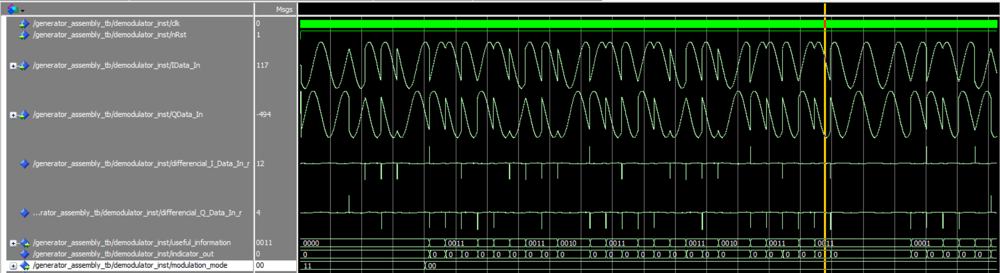 Msgs
/generator_assembly_tb/demodulator_inst/clk 0
/generator_assembly_tb/demodulator_inst/nRst 1
/generator_assembly_tb/demodulator_inst/IData_In 117
/generator_assembly_tb/demodulator_inst/QData_In -494
/generator_assembly_tb/demodulator_inst/differencial_I_Data_In_r 12
...rator_assembly_tb/demodulator_inst/differencial_Q_Data_In_r 4
/generator_assembly_tb/demodulator_inst/useful_information 0011 0000 0011 0011 0010 0011 0011 0010 0011 0011 0001
/generator_assembly_tb/demodulator_inst/indicator_out 0 0 0 0 0 0 0 0 0 0 0 0 0 0 0 0 0 0 0 0 0 0 0 0 0 0 0 0 0 0 0
/generator_assembly_tb/demodulator_inst/modulation_mode 00 11 00